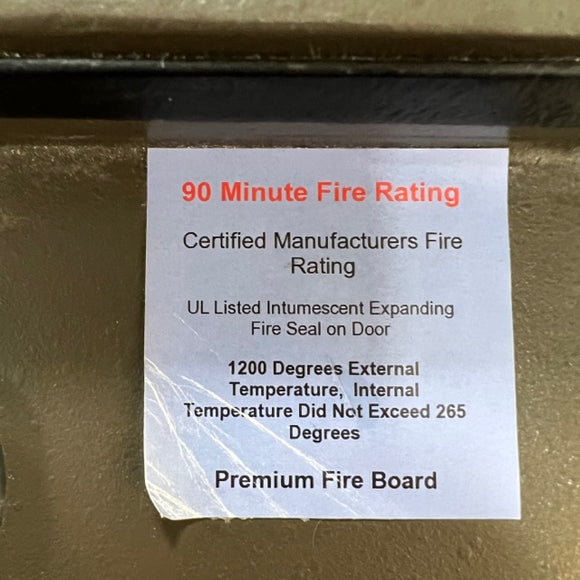 90 Minute Fire Rating
Certified Manufacturers Fire
Rating
UL Listed Intumescent Expanding
Fire Seal on Door
1200 Degrees External
Temperature, Internal
Temperature Did Not Exceed 265
Degrees
Premium Fire Board